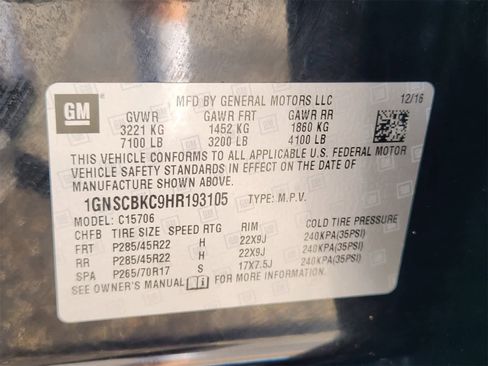 GM
MFD BY GENERAL MOTORS LLC
12/16
GVWR GAWR FRT GAWR RR
3221 KG 1452 KG 1860 KG
7100 LB 3200 LB 4100 LB
THIS VEHICLE CONFORMS TO ALL APPLICABLE U.S. FEDERAL MOTOR
VEHICLE SAFETY STANDARDS IN EFFECT ON THE DATE OF
MANUFACTURE SHOWN ABOVE.
1GNSCBKC9HR193105 TYPE: M.P.V.
MODEL: C15706
CHFB TIRE SIZE SPEED RTG RIM COLD TIRE PRESSURE
FRT P285/45R22 H 22X9J 240KPA(35PSI)
RR P285/45R22 H 22X9J 240KPA(35PSI)
SPA P265/70R17 S 17X7.5J 240KPA(35PSI)
SEE OWNER'S MANUAL i FOR MORE INFORMATION.